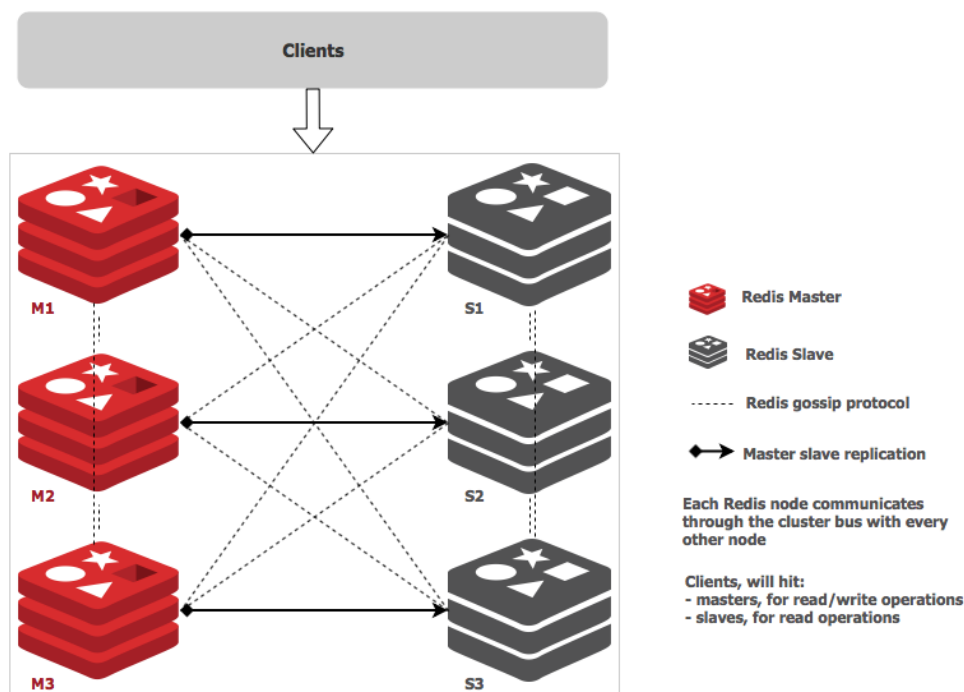 Clients
M1
S1
M2
S2
M3
S3
Redis Master
Redis Slave
Redis gossip protocol
Master slave replication
Each Redis node communicates
through the cluster bus with every
other node
Clients, will hit:
- masters, for read/write operations
- slaves, for read operations